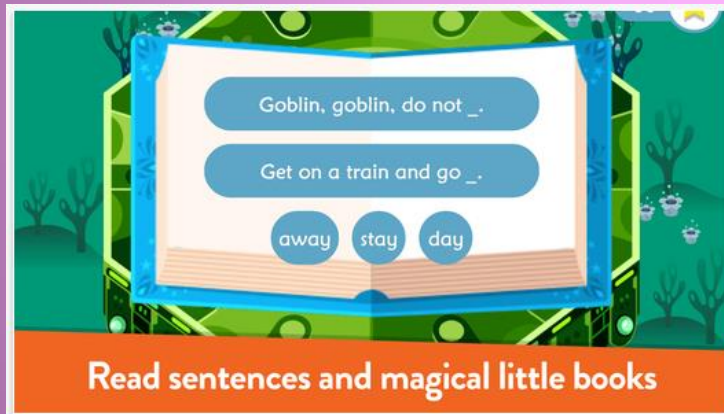 Goblin, goblin, do not _.
Get on a train and go _.
away stay day
Read sentences and magical little books